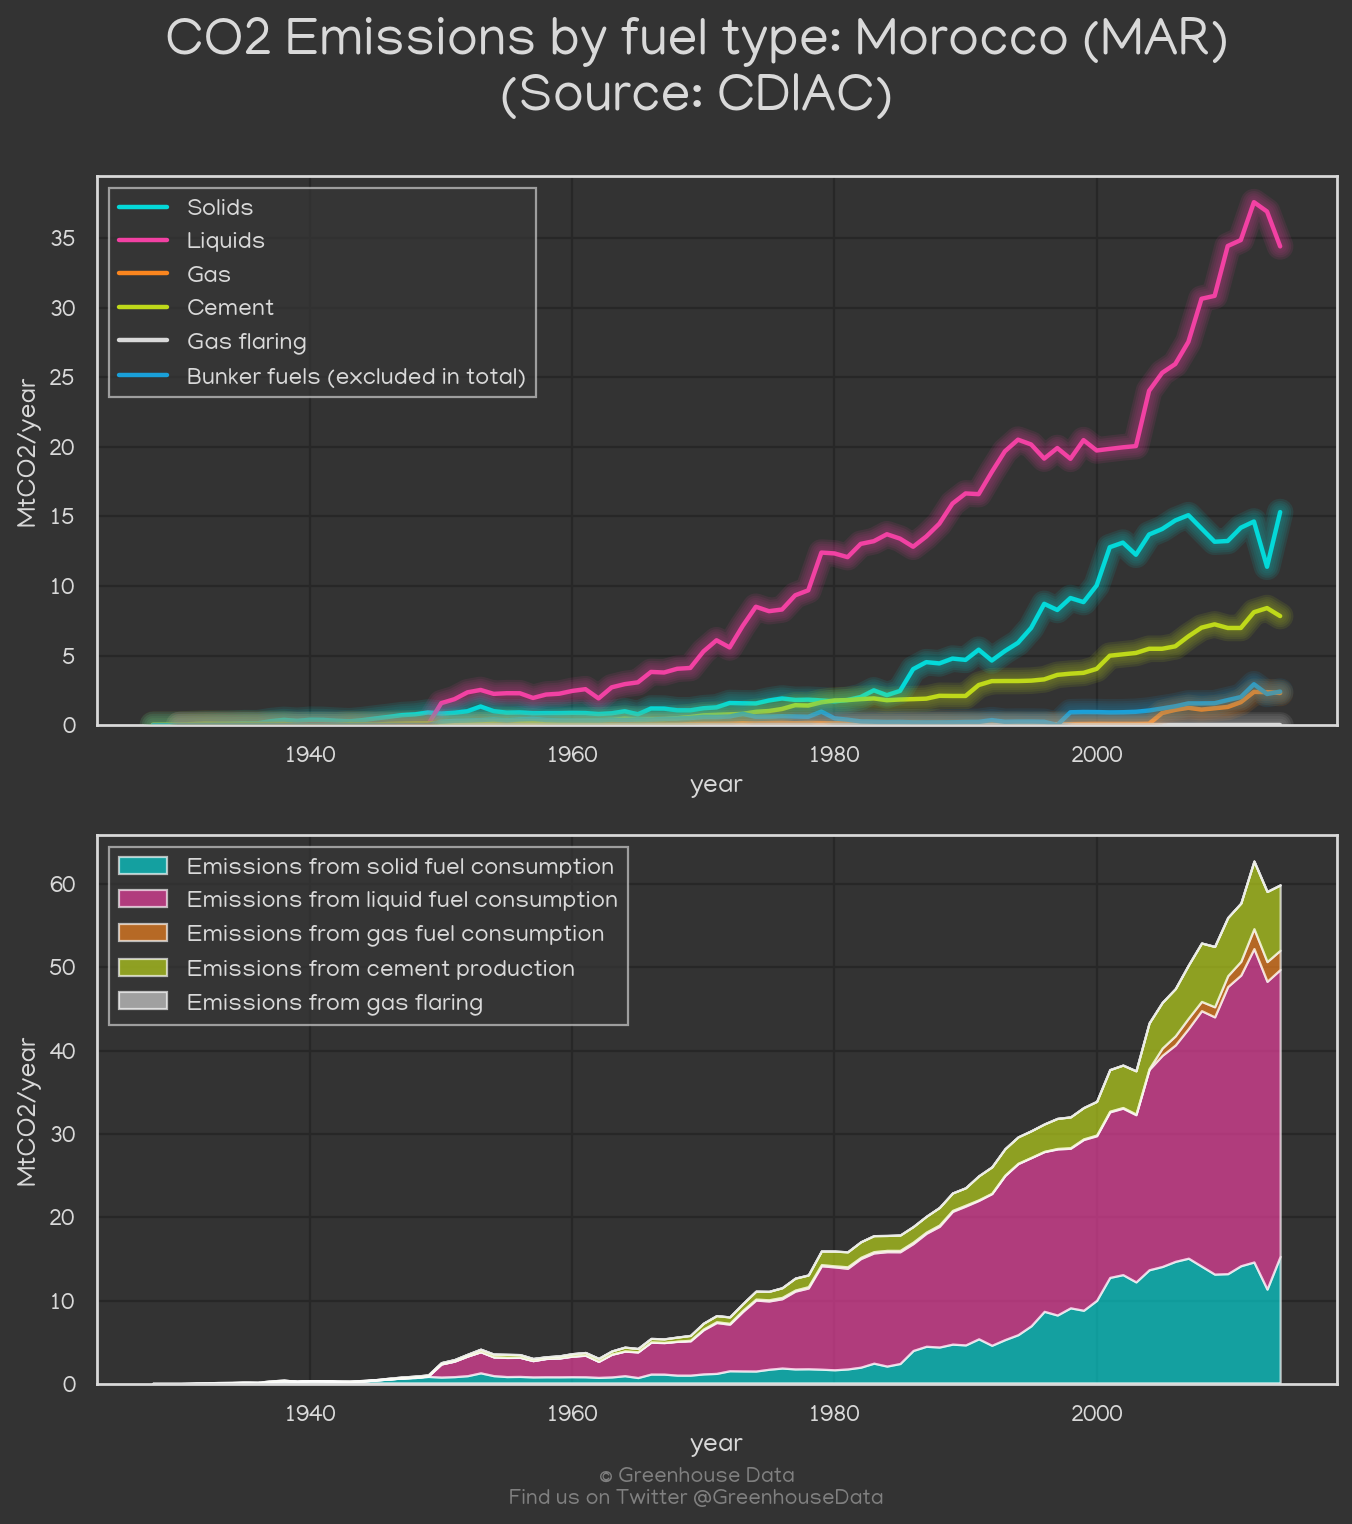 CO2 Emissions by fuel type: Morocco (MAR)
(Source: CDIAC)
Solids
Liquids
Gas
Cement
Gas flaring
Bunker fuels (excluded in total)
MtCO2/year
35
30
25
20
15
10
5
0
1940
1960
1980
2000
year
Emissions from solid fuel consumption
Emissions from liquid fuel consumption
Emissions from gas fuel consumption
Emissions from cement production
Emissions from gas flaring
MtCO2/year
60
50
40
30
20
10
0
1940
1960
1980
2000
year
© Greenhouse Data
Find us on Twitter @GreenhouseData